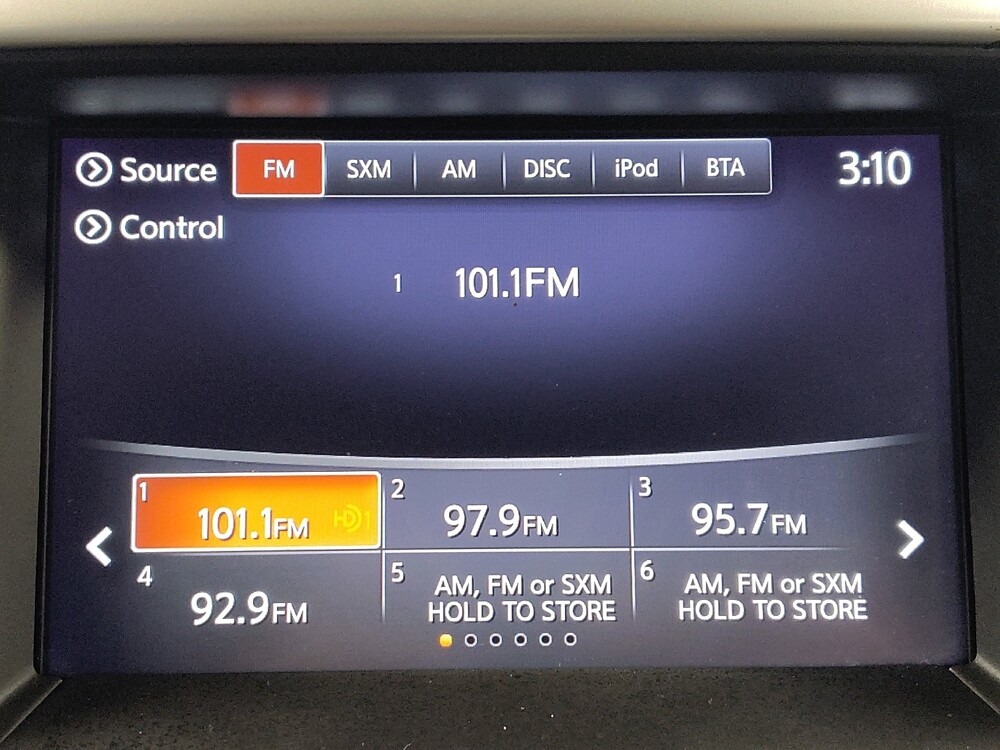 Source FM SXM AM DISC iPod BTA 3:10
Control
1 101.1FM
1 101.1FM HD 1
2 97.9FM
3 95.7FM
4 92.9FM
5 AM, FM or SXM
HOLD TO STORE
6 AM, FM or SXM
HOLD TO STORE